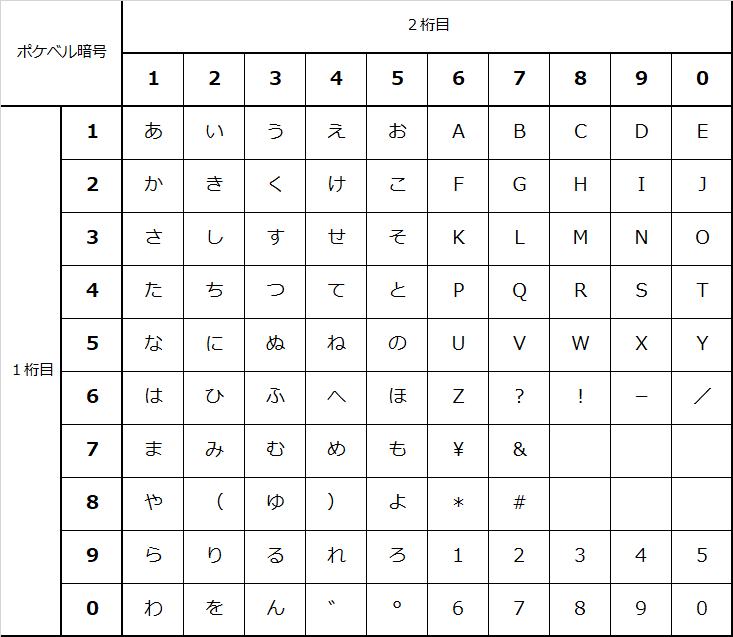 ポケベル暗号 2桁目
1 2 3 4 5 6 7 8 9 0
1桁目
1 あ い う え お A B C D E
2 か き く け こ F G H I J
3 さ し す せ そ K L M N O
4 た ち つ て と P Q R S T
5 な に ぬ ね の U V W X Y
6 は ひ ふ へ ほ Z ? ! − ／
7 ま み む め も ¥ &
8 や （ ゆ ） よ * #
9 ら り る れ ろ 1 2 3 4 5
0 わ を ん ゛ ° 6 7 8 9 0